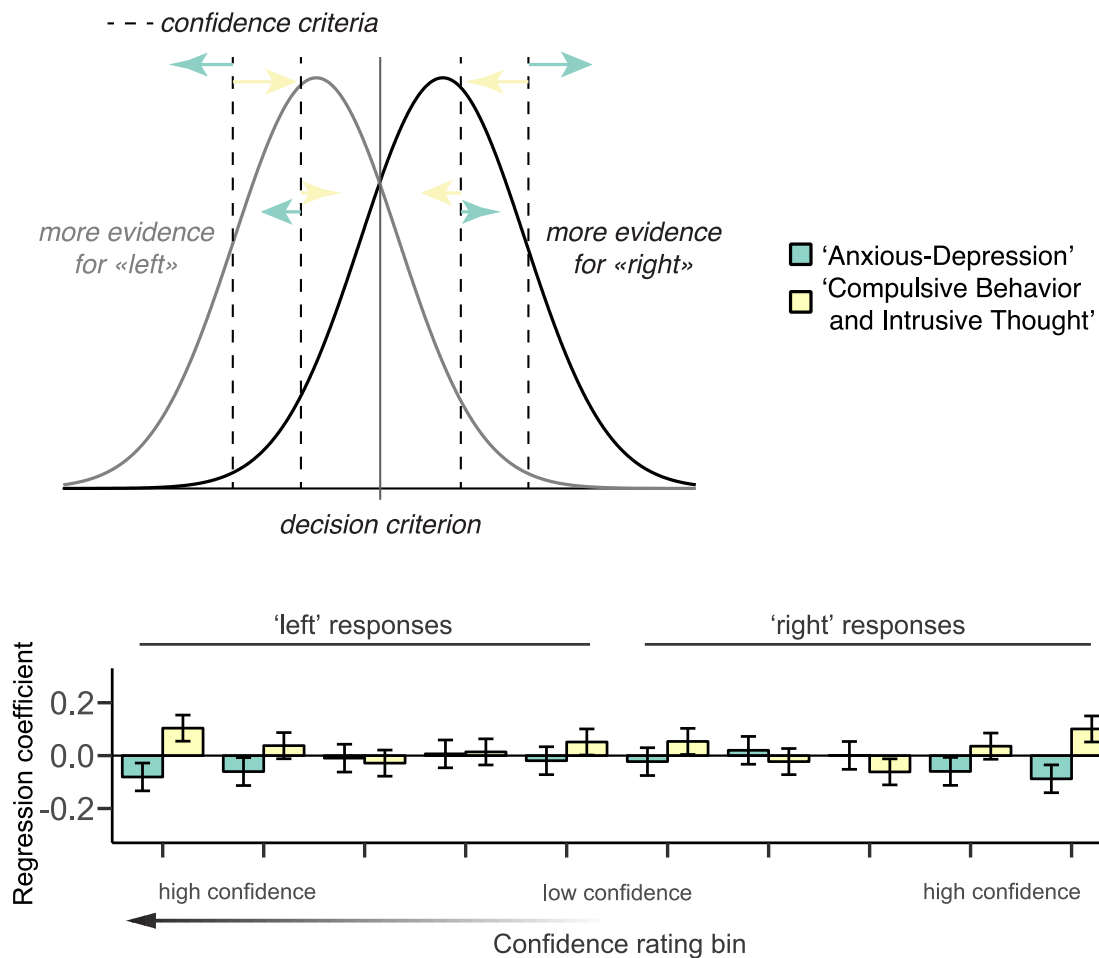 --- confidence criteria
more evidence
for «left»
more evidence
for «right»
decision criterion
‘Anxious-Depression’
‘Compulsive Behavior
and Intrusive Thought’
‘left’ responses
‘right’ responses
Regression coefficient
0.2
0.0
-0.2
high confidence
low confidence
high confidence
Confidence rating bin